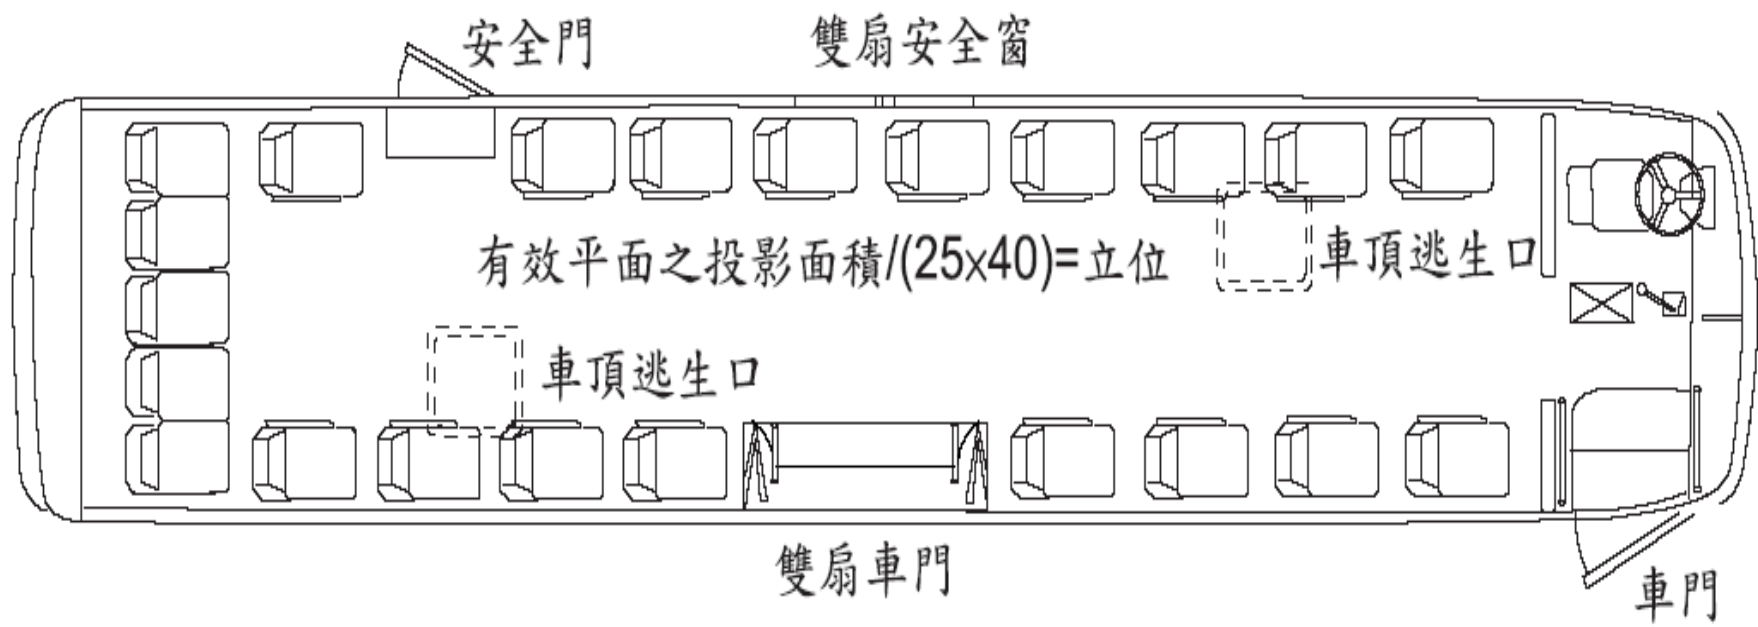 安全門
雙扇安全窗
有效平面之投影面積/(25x40)=立位
車頂逃生口
車頂逃生口
雙扇車門
車門